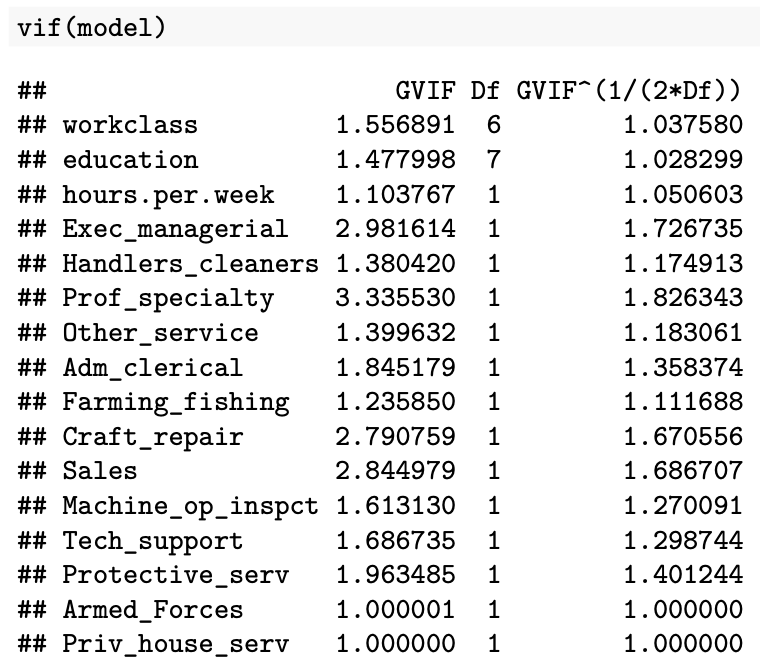 vif(model)
##                      GVIF Df GVIF^(1/(2*Df))
## workclass        1.556891  6        1.037580
## education        1.477998  7        1.028299
## hours.per.week   1.103767  1        1.050603
## Exec_managerial  2.981614  1        1.726735
## Handlers_cleaners 1.380420  1        1.174913
## Prof_specialty   3.335530  1        1.826343
## Other_service    1.399632  1        1.183061
## Adm_clerical     1.845179  1        1.358374
## Farming_fishing  1.235850  1        1.111688
## Craft_repair     2.790759  1        1.670556
## Sales            2.844979  1        1.686707
## Machine_op_inspct 1.613130  1        1.270091
## Tech_support     1.686735  1        1.298744
## Protective_serv  1.963485  1        1.401244
## Armed_Forces     1.000001  1        1.000000
## Priv_house_serv  1.000000  1        1.000000